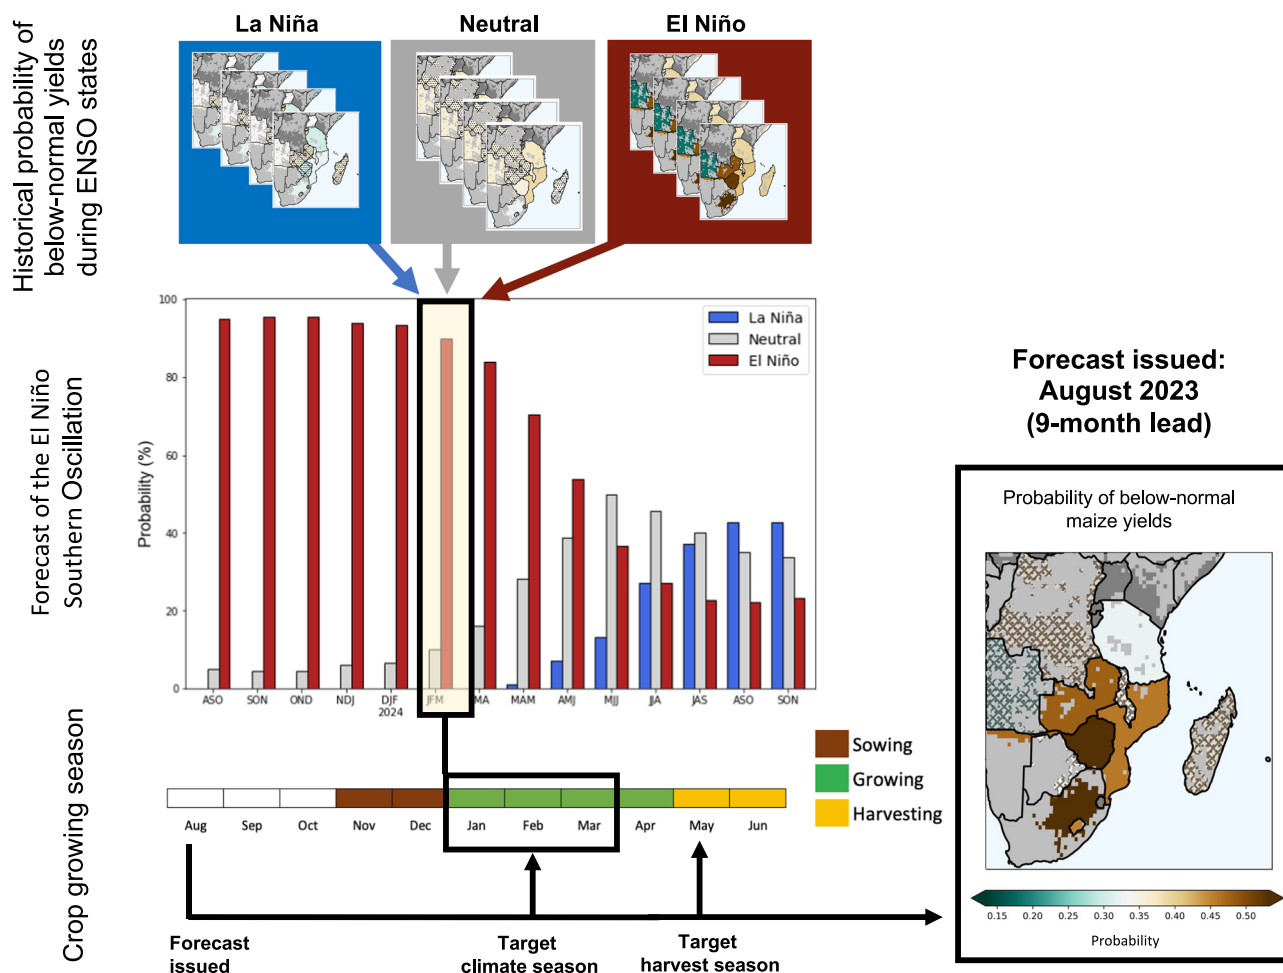 La Niña
Neutral
El Niño
Historical probability of
below-normal yields
during ENSO states
Forecast of the El Niño
Southern Oscillation
Probability (%)
100
80
60
40
20
0
La Niña
Neutral
El Niño
ASO
SON
OND
NDJ
DJF
2024
JFM
MA
MAM
AMJ
MJJ
JJA
JAS
ASO
SON
Crop growing season
Sowing
Growing
Harvesting
Aug
Sep
Oct
Nov
Dec
Jan
Feb
Mar
Apr
May
Jun
Forecast
issued
Target
climate season
Target
harvest season
Forecast issued:
August 2023
(9-month lead)
Probability of below-normal
maize yields
0.15
0.20
0.25
0.30
0.35
0.40
0.45
0.50
Probability